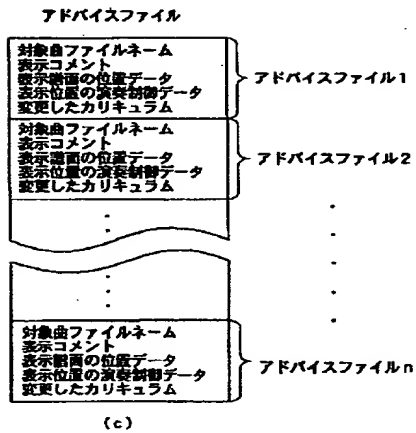 アドバイスファイル
対象曲ファイルネーム
表示コメント
表示譜面の位置データ
表示位置の演奏制御データ
変更したカリキュラム
アドバイスファイル1
対象曲ファイルネーム
表示コメント
表示譜面の位置データ
表示位置の演奏制御データ
変更したカリキュラム
アドバイスファイル2
対象曲ファイルネーム
表示コメント
表示譜面の位置データ
表示位置の演奏制御データ
変更したカリキュラム
アドバイスファイルn
(c)